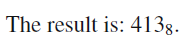 The result is: 413₈.